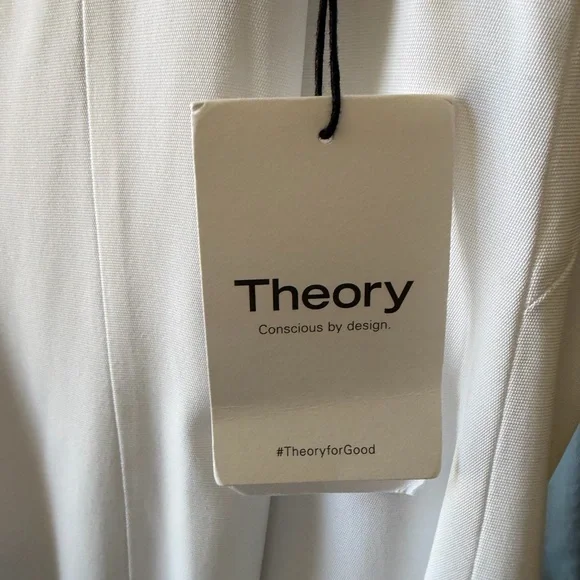 Theory
Conscious by design.
#TheoryforGood